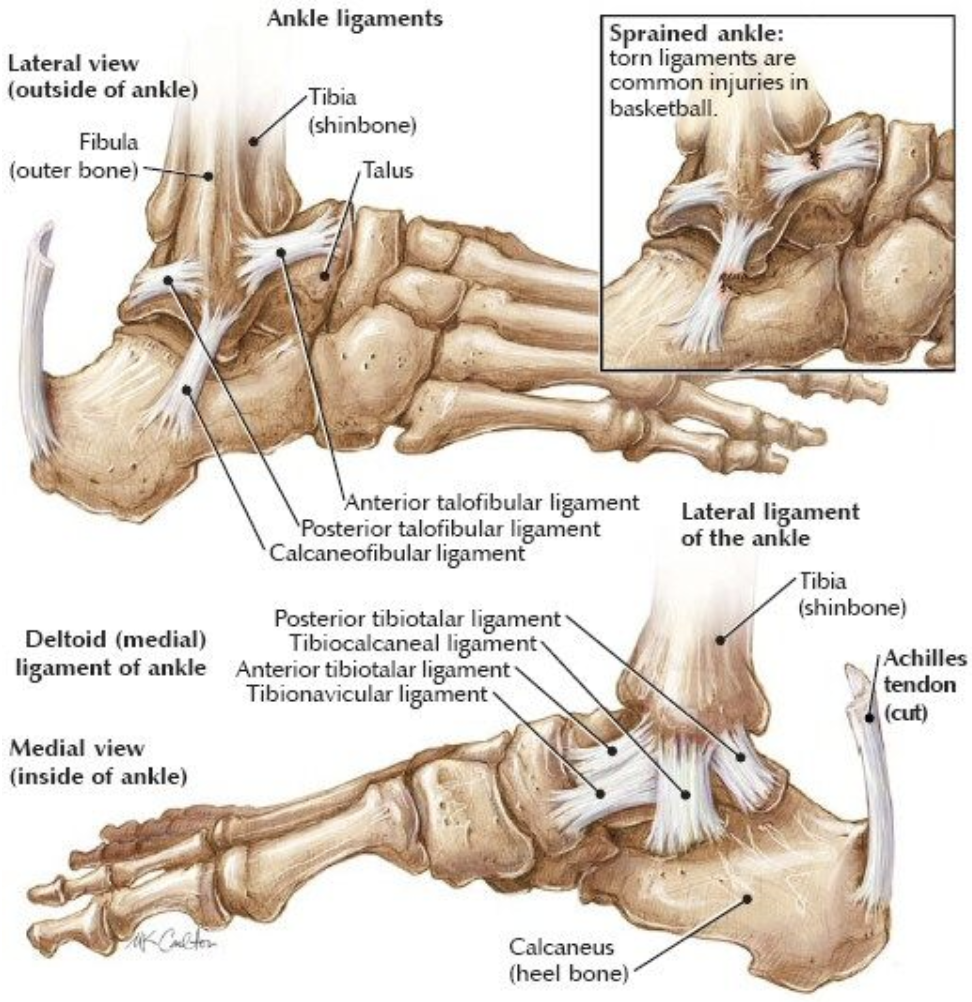 Ankle ligaments
Lateral view
(outside of ankle)
Tibia
(shinbone)
Fibula
(outer bone)
Talus
Sprained ankle:
torn ligaments are
common injuries in
basketball.
Anterior talofibular ligament
Posterior talofibular ligament
Calcaneofibular ligament
Lateral ligament
of the ankle
Tibia
(shinbone)
Posterior tibiotalar ligament
Tibiocalcaneal ligament
Anterior tibiotalar ligament
Tibionavicular ligament
Deltoid (medial)
ligament of ankle
Achilles
tendon
(cut)
Medial view
(inside of ankle)
Calcaneus
(heel bone)